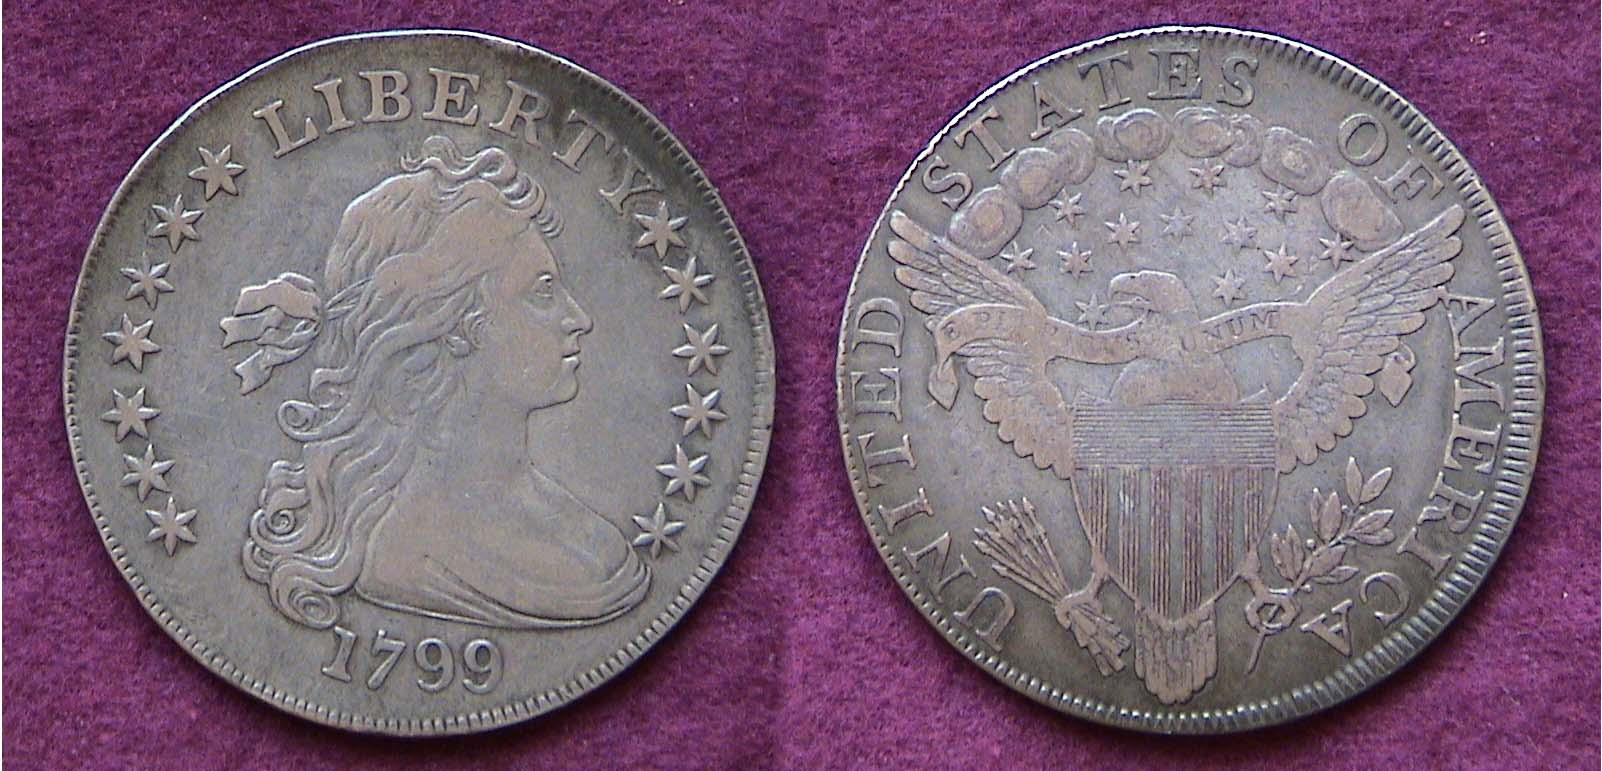 LIBERTY
1799
UNITED STATES OF AMERICA
E UNUM